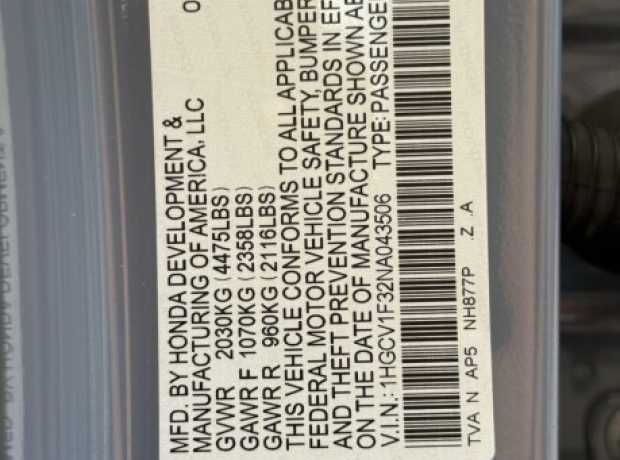 MFD. BY HONDA DEVELOPMENT & 0
MANUFACTURING OF AMERICA, LLC
GVWR 2030KG (4475LBS)
GAWR F 1070KG (2358LBS)
GAWR R 960KG (2116LBS)
THIS VEHICLE CONFORMS TO ALL APPLICAB
FEDERAL MOTOR VEHICLE SAFETY, BUMPER
AND THEFT PREVENTION STANDARDS IN EF
ON THE DATE OF MANUFACTURE SHOWN AB
V.I.N.: 1HGCV1F32NA043506 TYPE: PASSENGE
TVA N AP5 NH877P .Z .A